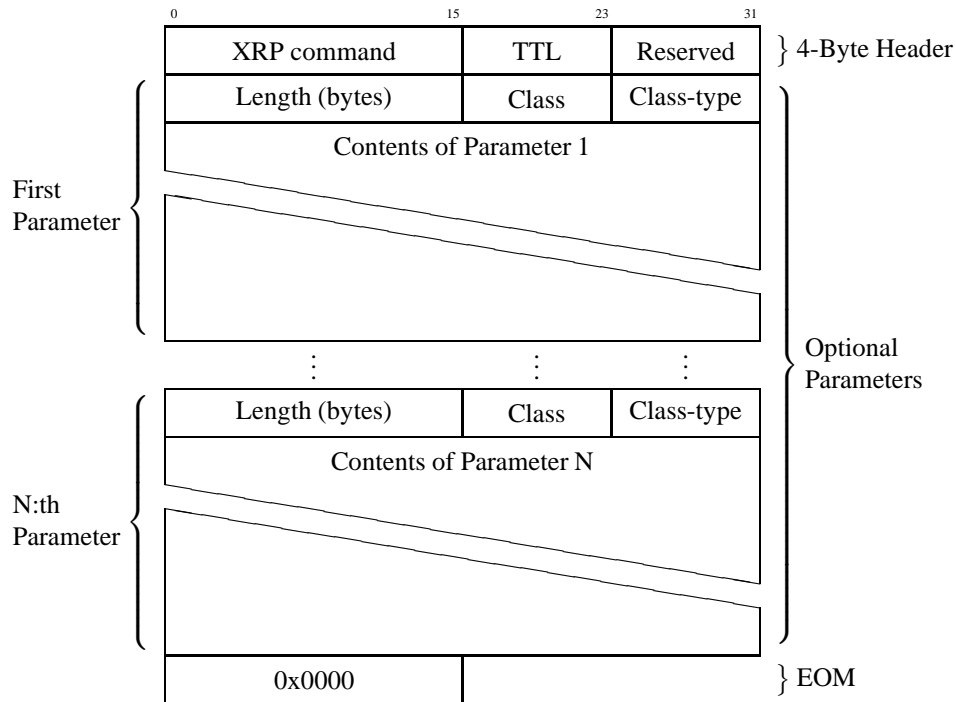 0 15 23 31
XRP command TTL Reserved } 4-Byte Header
Length (bytes) Class Class-type
Contents of Parameter 1
First
Parameter
Optional
Parameters
Length (bytes) Class Class-type
Contents of Parameter N
N:th
Parameter
0x0000 } EOM